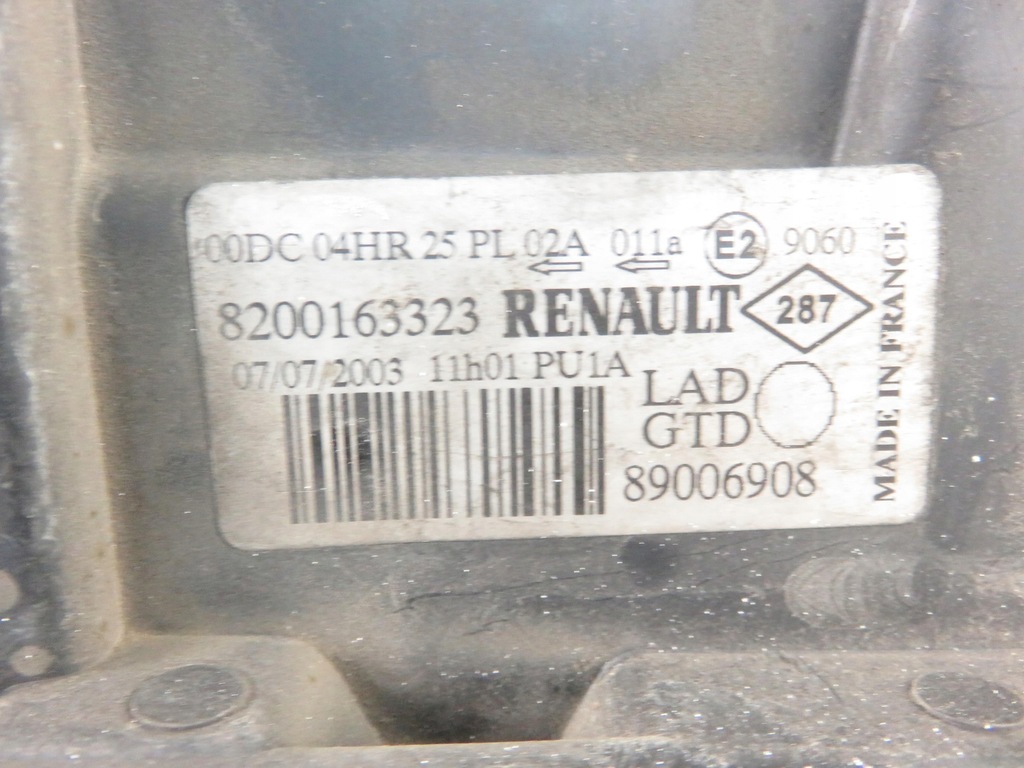 00DC 04HR 25 PL 02A 011a E2 9060
8200163323 RENAULT 287
07/07/2003 11h01 PU1A
LAD
GTD
89006908
MADE IN FRANCE